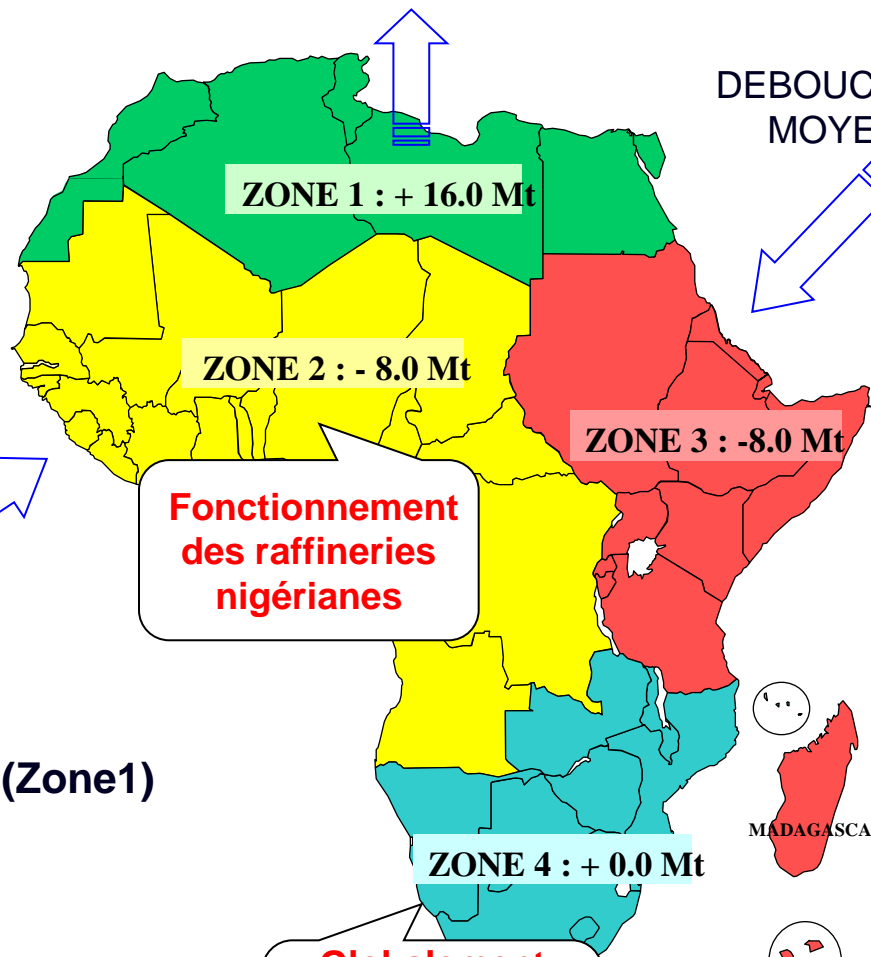 DEBOUC
MOYE
ZONE 1 : + 16.0 Mt
ZONE 2 : - 8.0 Mt
ZONE 3 : -8.0 Mt
Fonctionnement
des raffineries
nigérianes
(Zone1)
MADAGASCA
ZONE 4 : + 0.0 Mt
Globalement